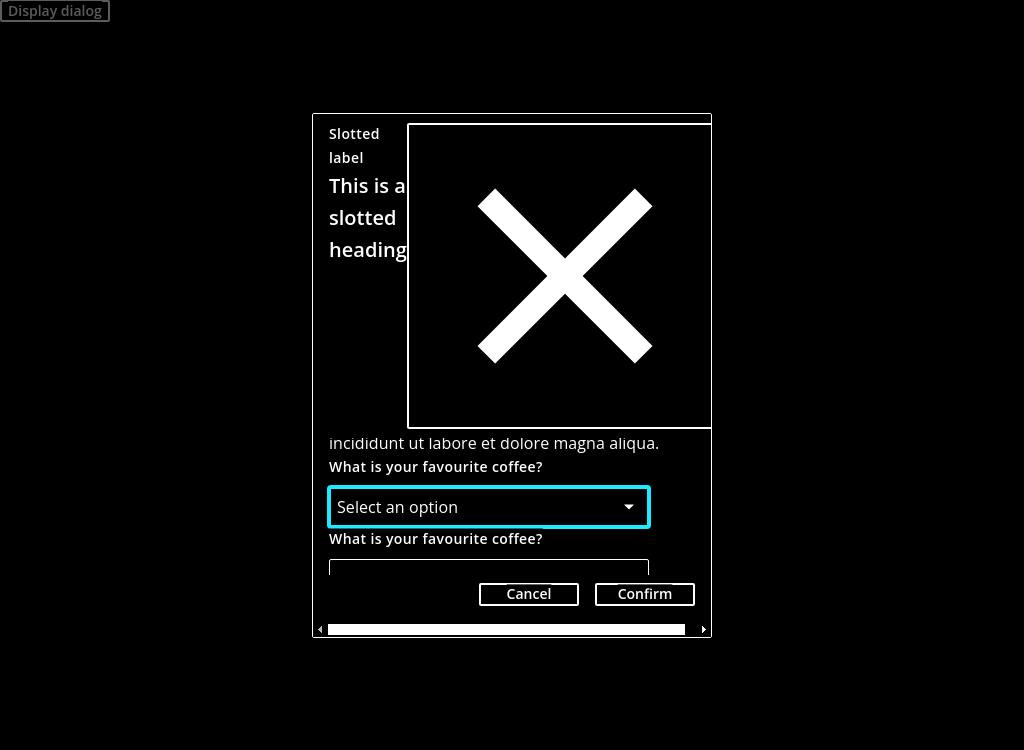 Display dialog
Slotted
label
This is a
slotted
heading
incididunt ut labore et dolore magna aliqua.
What is your favourite coffee?
Select an option
What is your favourite coffee?
Cancel
Confirm